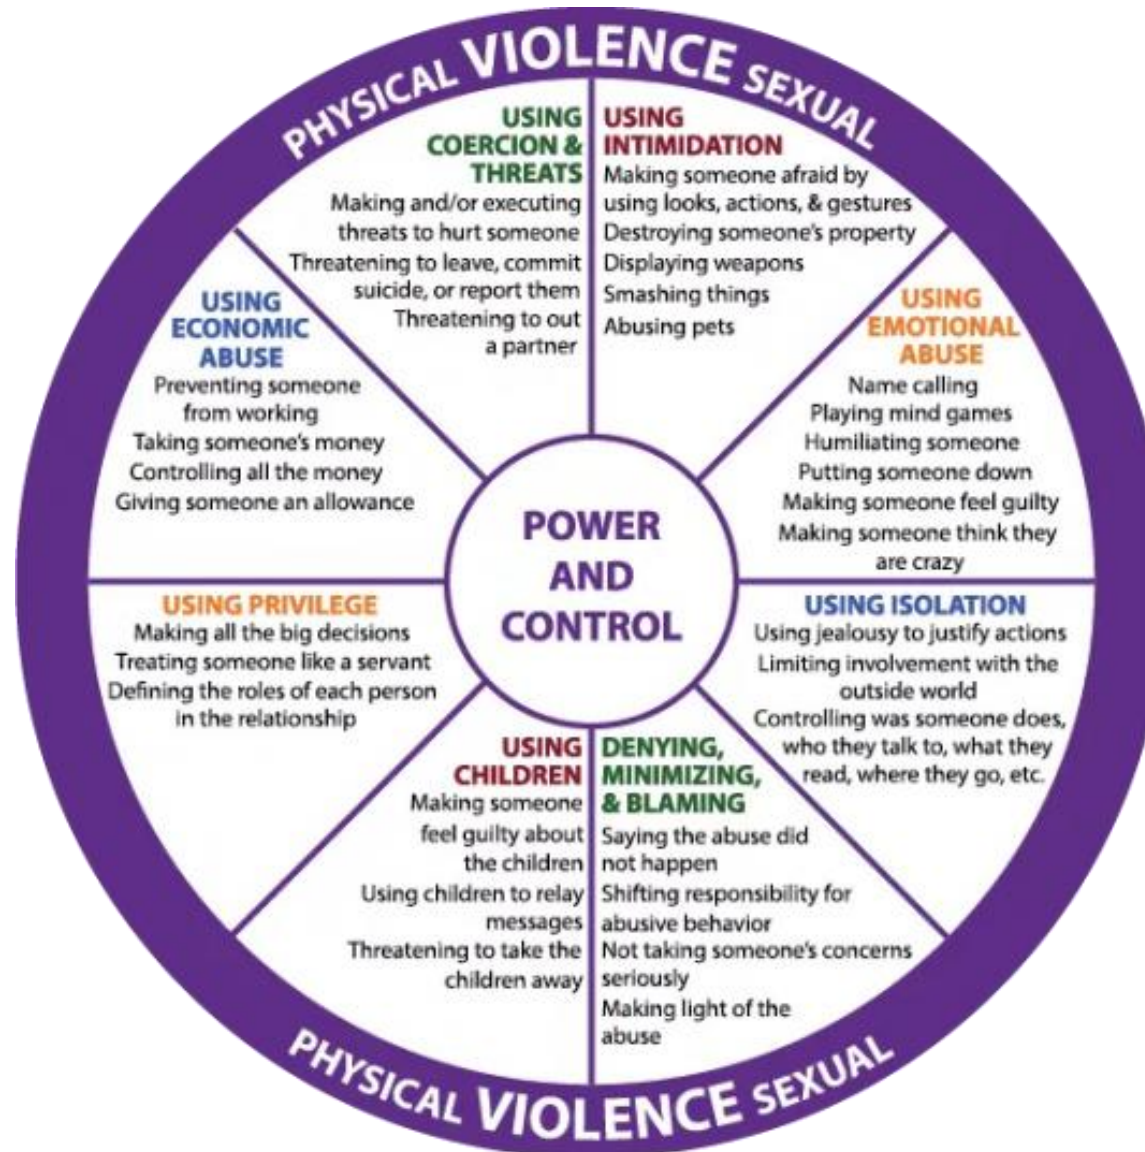 PHYSICAL VIOLENCE SEXUAL
USING
COERCION &
THREATS
Making and/or executing
threats to hurt someone
Threatening to leave, commit
suicide, or report them
Threatening to out
a partner
USING
INTIMIDATION
Making someone afraid by
using looks, actions, & gestures
Destroying someone's property
Displaying weapons
Smashing things
Abusing pets
USING
ECONOMIC
ABUSE
Preventing someone
from working
Taking someone's money
Controlling all the money
Giving someone an allowance
USING
EMOTIONAL
ABUSE
Name calling
Playing mind games
Humiliating someone
Putting someone down
Making someone feel guilty
Making someone think they
are crazy
POWER
AND
CONTROL
USING PRIVILEGE
Making all the big decisions
Treating someone like a servant
Defining the roles of each person
in the relationship
USING ISOLATION
Using jealousy to justify actions
Limiting involvement with the
outside world
Controlling was someone does,
who they talk to, what they
read, where they go, etc.
USING
CHILDREN
Making someone
feel guilty about
the children
Using children to relay
messages
Threatening to take the
children away
DENYING,
MINIMIZING,
& BLAMING
Saying the abuse did
not happen
Shifting responsibility for
abusive behavior
Not taking someone's concerns
seriously
Making light of the
abuse
PHYSICAL VIOLENCE SEXUAL